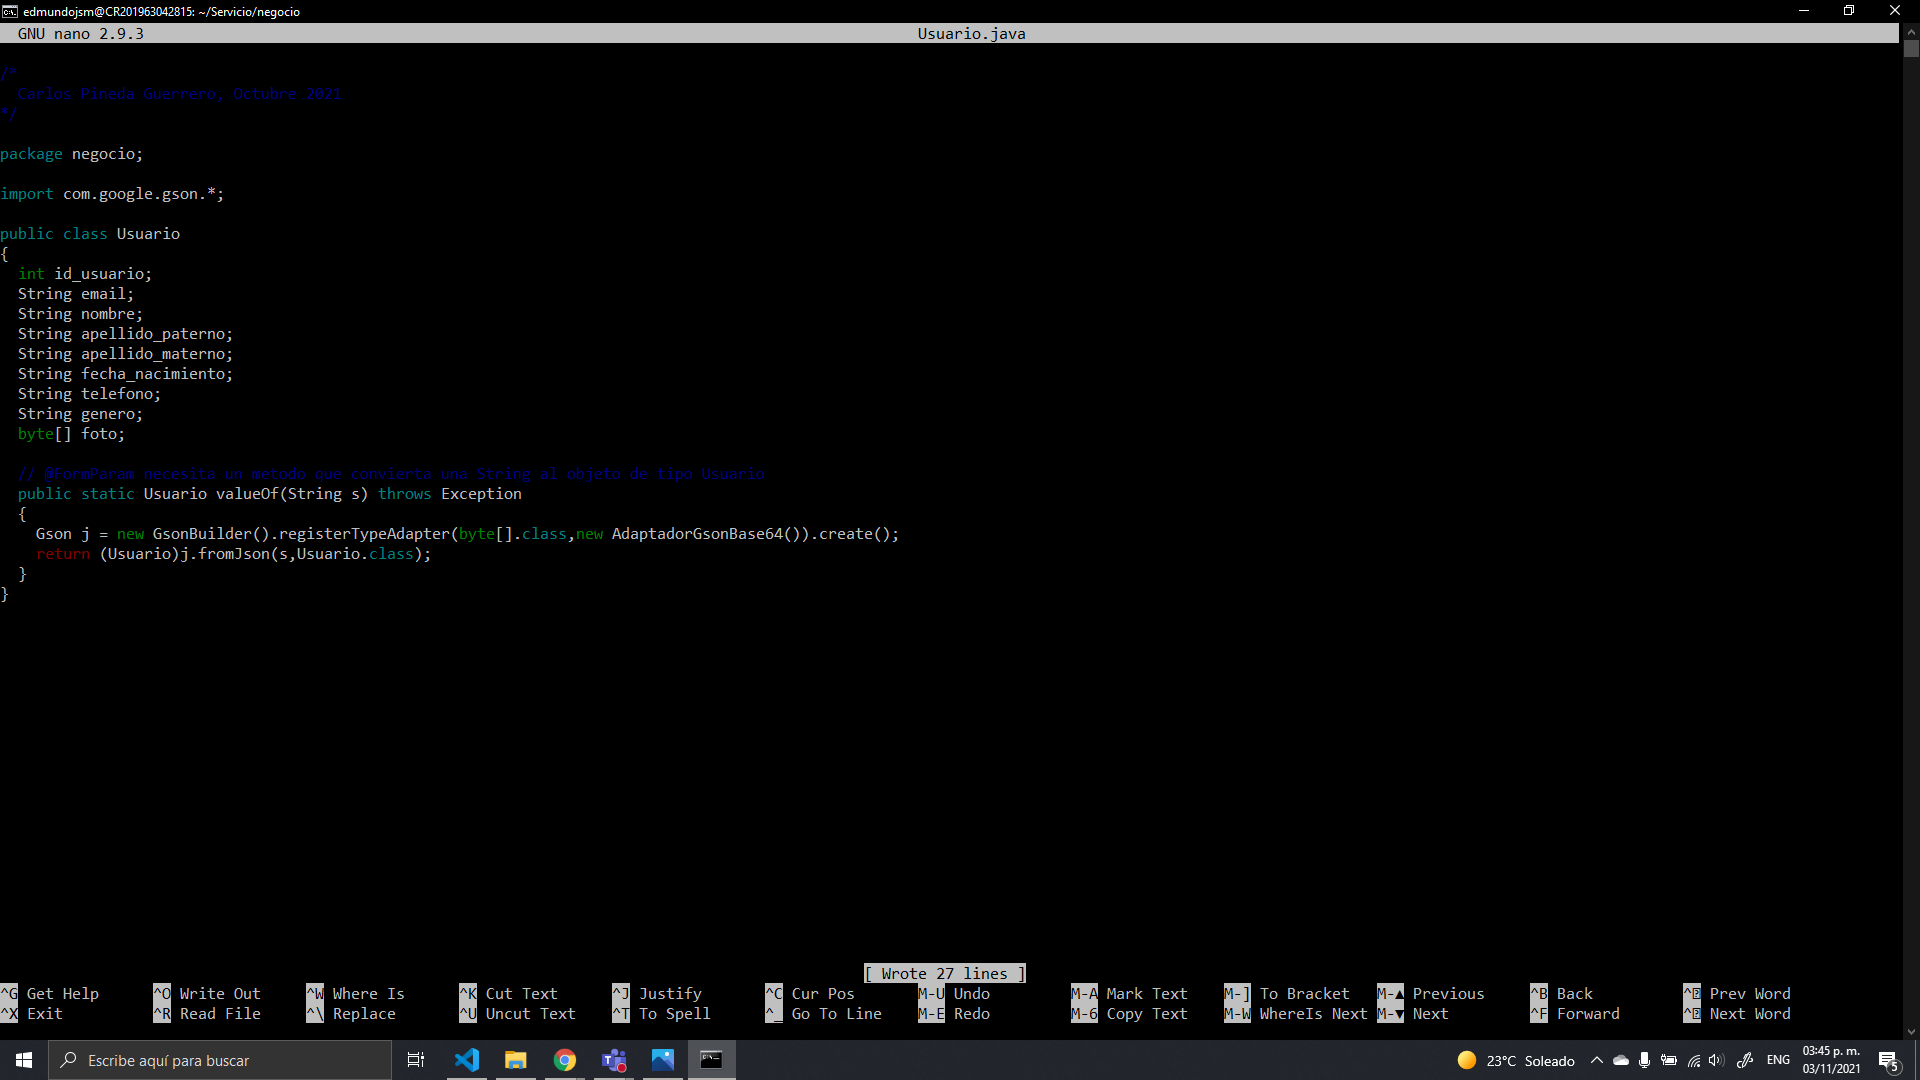 edmundojsm@CR201963042815: ~/Servicio/negocio
GNU nano 2.9.3 Usuario.java
/*
Carlos Pineda Guerrero, Octubre 2021
*/
package negocio;
import com.google.gson.*;
public class Usuario
{
int id_usuario;
String email;
String nombre;
String apellido_paterno;
String apellido_materno;
String fecha_nacimiento;
String telefono;
String genero;
byte[] foto;
// @FormParam necesita un metodo que convierta una String al objeto de tipo Usuario
public static Usuario valueOf(String s) throws Exception
{
Gson j = new GsonBuilder().registerTypeAdapter(byte[].class,new AdaptadorGsonBase64()).create();
return (Usuario)j.fromJson(s,Usuario.class);
}
}
[ Wrote 27 lines ]
^G Get Help ^O Write Out ^W Where Is ^K Cut Text ^J Justify ^C Cur Pos M-U Undo M-A Mark Text M-] To Bracket M-▲ Previous ^B Back ^ Prev Word
^X Exit ^R Read File ^\ Replace ^U Uncut Text ^T To Spell ^_ Go To Line M-E Redo M-6 Copy Text M-W WhereIs Next M-▼ Next ^F Forward ^ Next Word
Escribe aquí para buscar
23°C Soleado
ENG
03:45 p. m.
03/11/2021
5